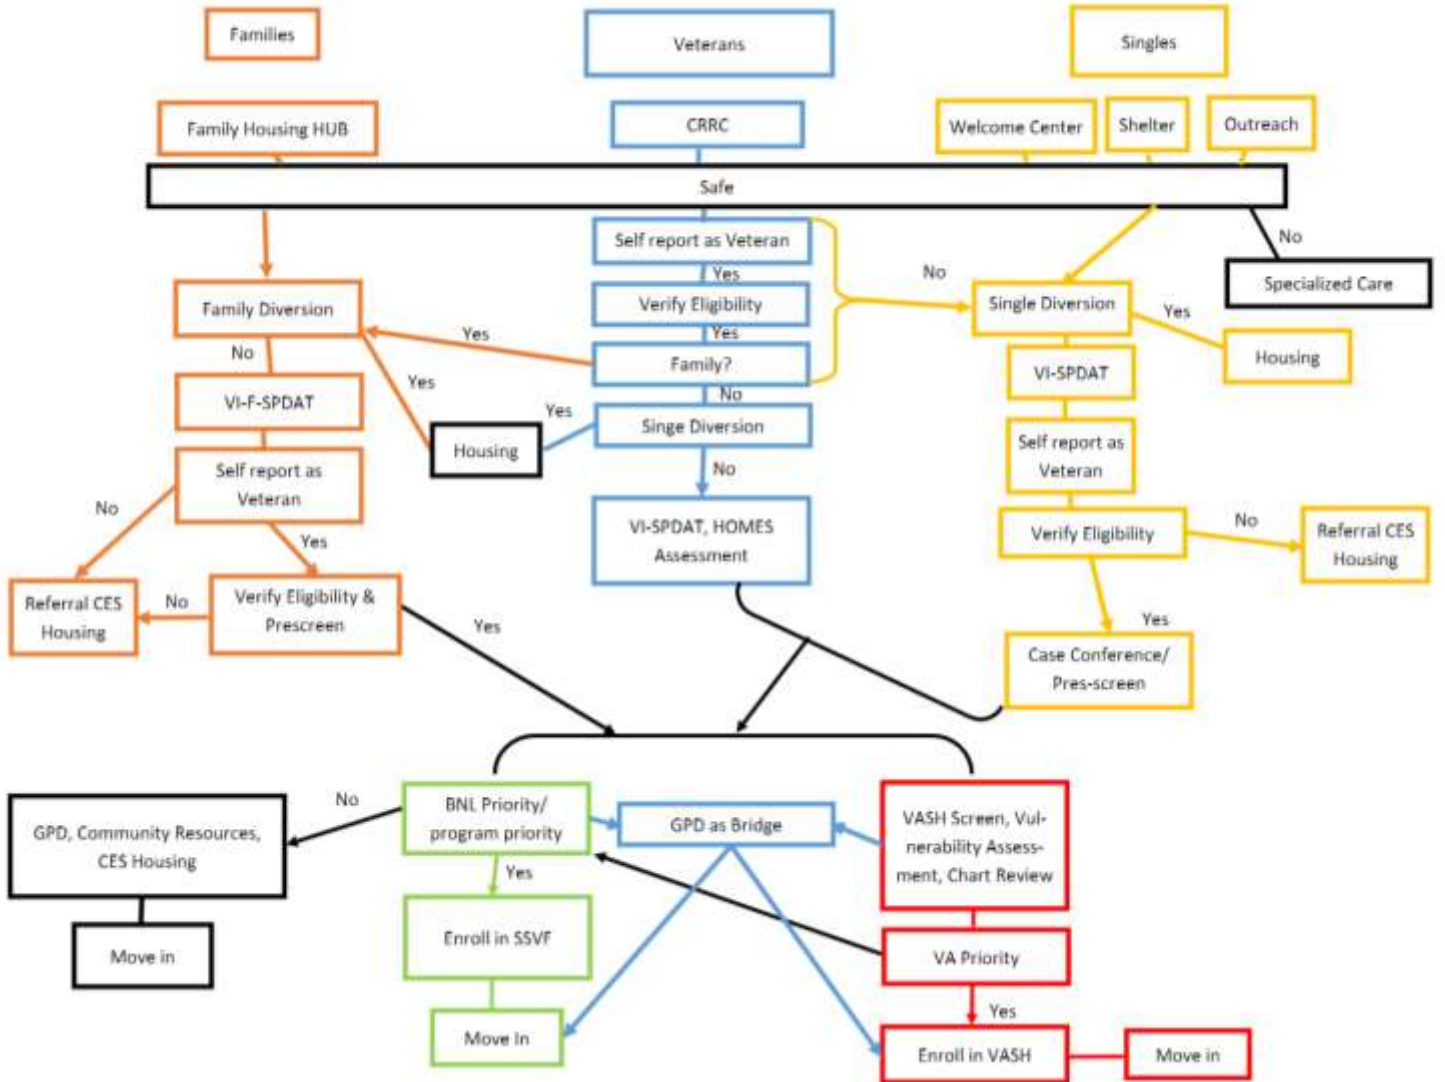 Families
Veterans
Singles
Family Housing HUB
CRRC
Welcome Center
Shelter
Outreach
Safe
Self report as Veteran
No
Specialized Care
Yes
No
Family Diversion
Verify Eligibility
Single Diversion
Yes
Yes
Yes
Housing
No
Family?
VI-SPDAT
Yes
No
VI-F-SPDAT
Yes
Singe Diversion
Housing
Self report as
Veteran
Self report as
Veteran
No
No
Yes
VI-SPDAT, HOMES
Assessment
Verify Eligibility
No
Referral CES
Housing
Referral CES
Housing
No
Verify Eligibility &
Prescreen
Yes
Yes
Case Conference/
Pres-screen
GPD, Community Resources,
CES Housing
No
BNL Priority/
program priority
GPD as Bridge
VASH Screen, Vul-
nerability Assess-
ment, Chart Review
Yes
Move in
Enroll in SSVF
VA Priority
Yes
Move In
Enroll in VASH
Move in